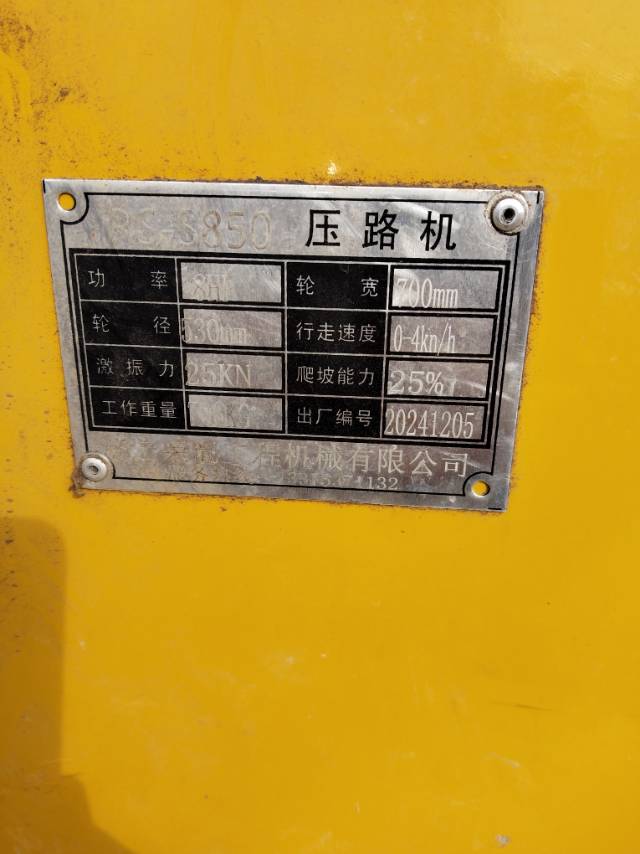 S850 压路机
功率 轮宽 700mm
轮径 530mm 行走速度 0-4kn/h
激振力 25KN 爬坡能力 25%
工作重量 出厂编号 20241205
机械有限公司
132